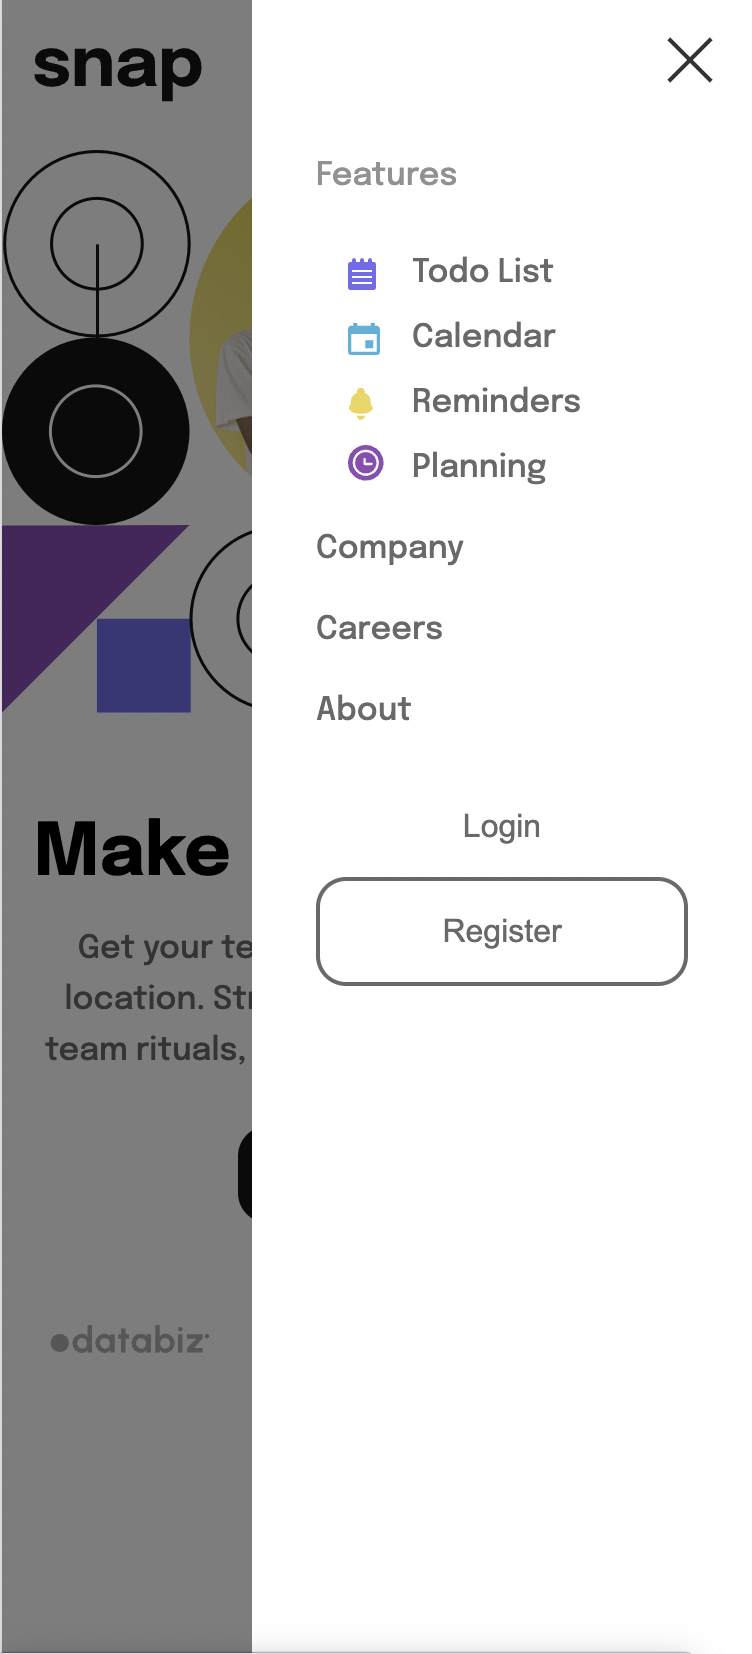 snap
Features
Todo List
Calendar
Reminders
Planning
Company
Careers
About
Login
Register
Make
Get your te
location. Str
team rituals,
databiz